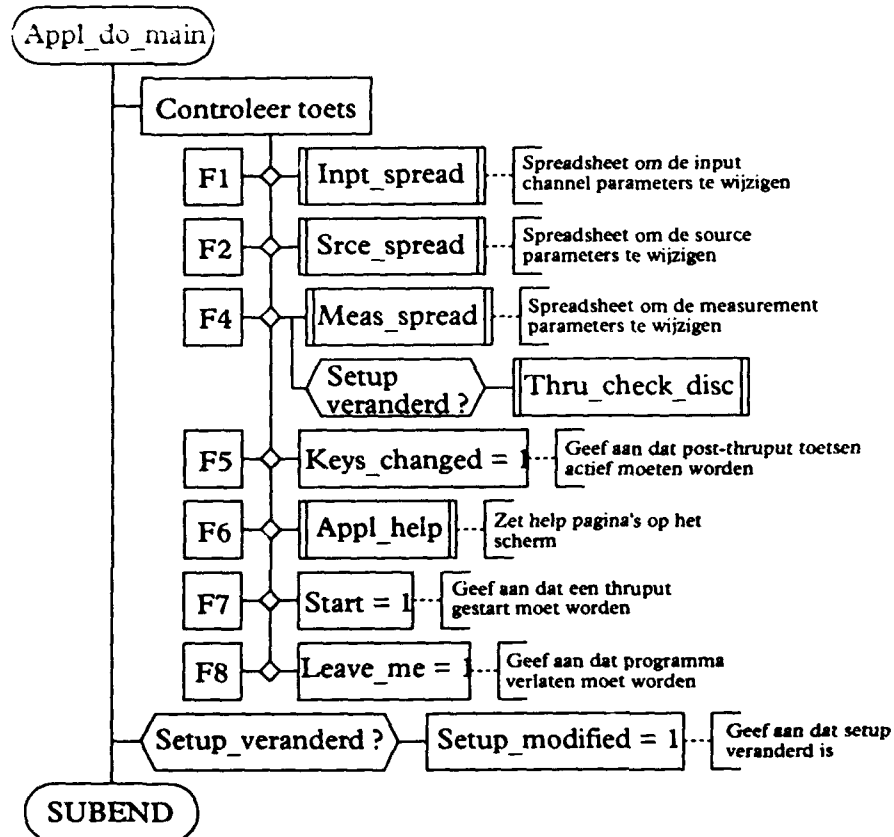 Appl_do_main
Controleer toets
F1
Inpt_spread
Spreadsheet om de input
channel parameters te wijzigen
F2
Srce_spread
Spreadsheet om de source
parameters te wijzigen
F4
Meas_spread
Spreadsheet om de measurement
parameters te wijzigen
Setup
veranderd ?
Thru_check_disc
F5
Keys_changed = 1
Geef aan dat post-thruput toetsen
actief moeten worden
F6
Appl_help
Zet help pagina's op het
scherm
F7
Start = 1
Geef aan dat een thruput
gestart moet worden
F8
Leave_me = 1
Geef aan dat programma
verlaten moet worden
Setup_veranderd ?
Setup_modified = 1
Geef aan dat setup
veranderd is
SUBEND